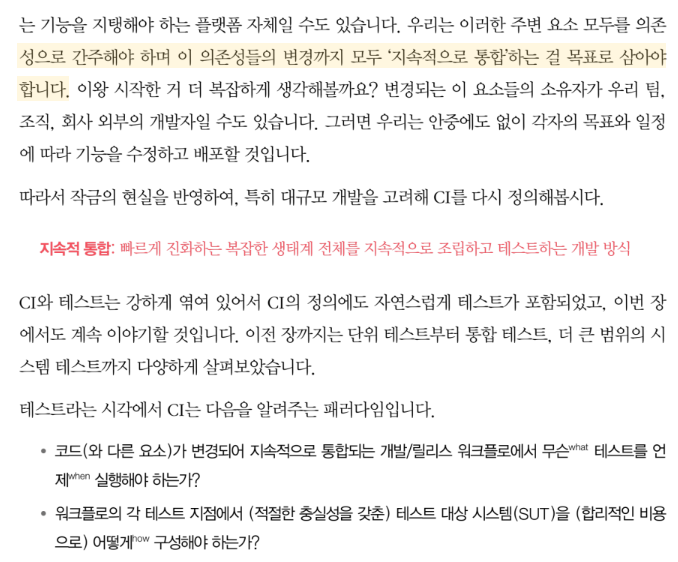 는 기능을 지탱해야 하는 플랫폼 자체일 수도 있습니다. 우리는 이러한 주변 요소 모두를 의존
성으로 간주해야 하며 이 의존성들의 변경까지 모두 ‘지속적으로 통합’하는 걸 목표로 삼아야
합니다. 이왕 시작한 거 더 복잡하게 생각해볼까요? 변경되는 이 요소들의 소유자가 우리 팀,
조직, 회사 외부의 개발자일 수도 있습니다. 그러면 우리는 안중에도 없이 각자의 목표와 일정
에 따라 기능을 수정하고 배포할 것입니다.
따라서 작금의 현실을 반영하여, 특히 대규모 개발을 고려해 CI를 다시 정의해봅시다.
지속적 통합: 빠르게 진화하는 복잡한 생태계 전체를 지속적으로 조립하고 테스트하는 개발 방식
CI와 테스트는 강하게 엮여 있어서 CI의 정의에도 자연스럽게 테스트가 포함되었고, 이번 장
에서도 계속 이야기할 것입니다. 이전 장까지는 단위 테스트부터 통합 테스트, 더 큰 범위의 시
스템 테스트까지 다양하게 살펴보았습니다.
테스트라는 시각에서 CI는 다음을 알려주는 패러다임입니다.
• 코드(와 다른 요소)가 변경되어 지속적으로 통합되는 개발/릴리스 워크플로에서 무슨what 테스트를 언
제when 실행해야 하는가?
• 워크플로의 각 테스트 지점에서 (적절한 충실성을 갖춘) 테스트 대상 시스템(SUT)을 (합리적인 비용
으로) 어떻게how 구성해야 하는가?